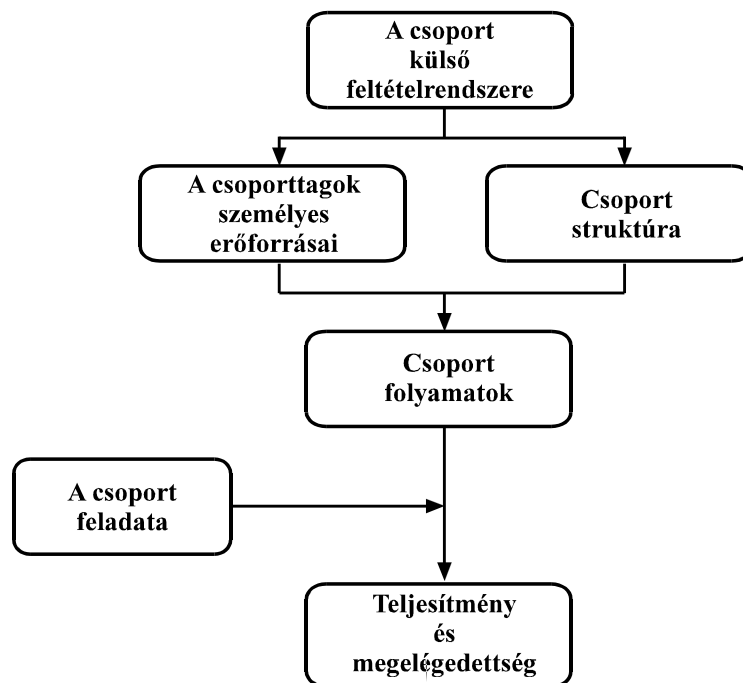 A csoport
külső
feltételrendszere
A csoporttagok
személyes
erőforrásai
Csoport
struktúra
Csoport
folyamatok
A csoport
feladata
Teljesítmény
és
megelégedettség